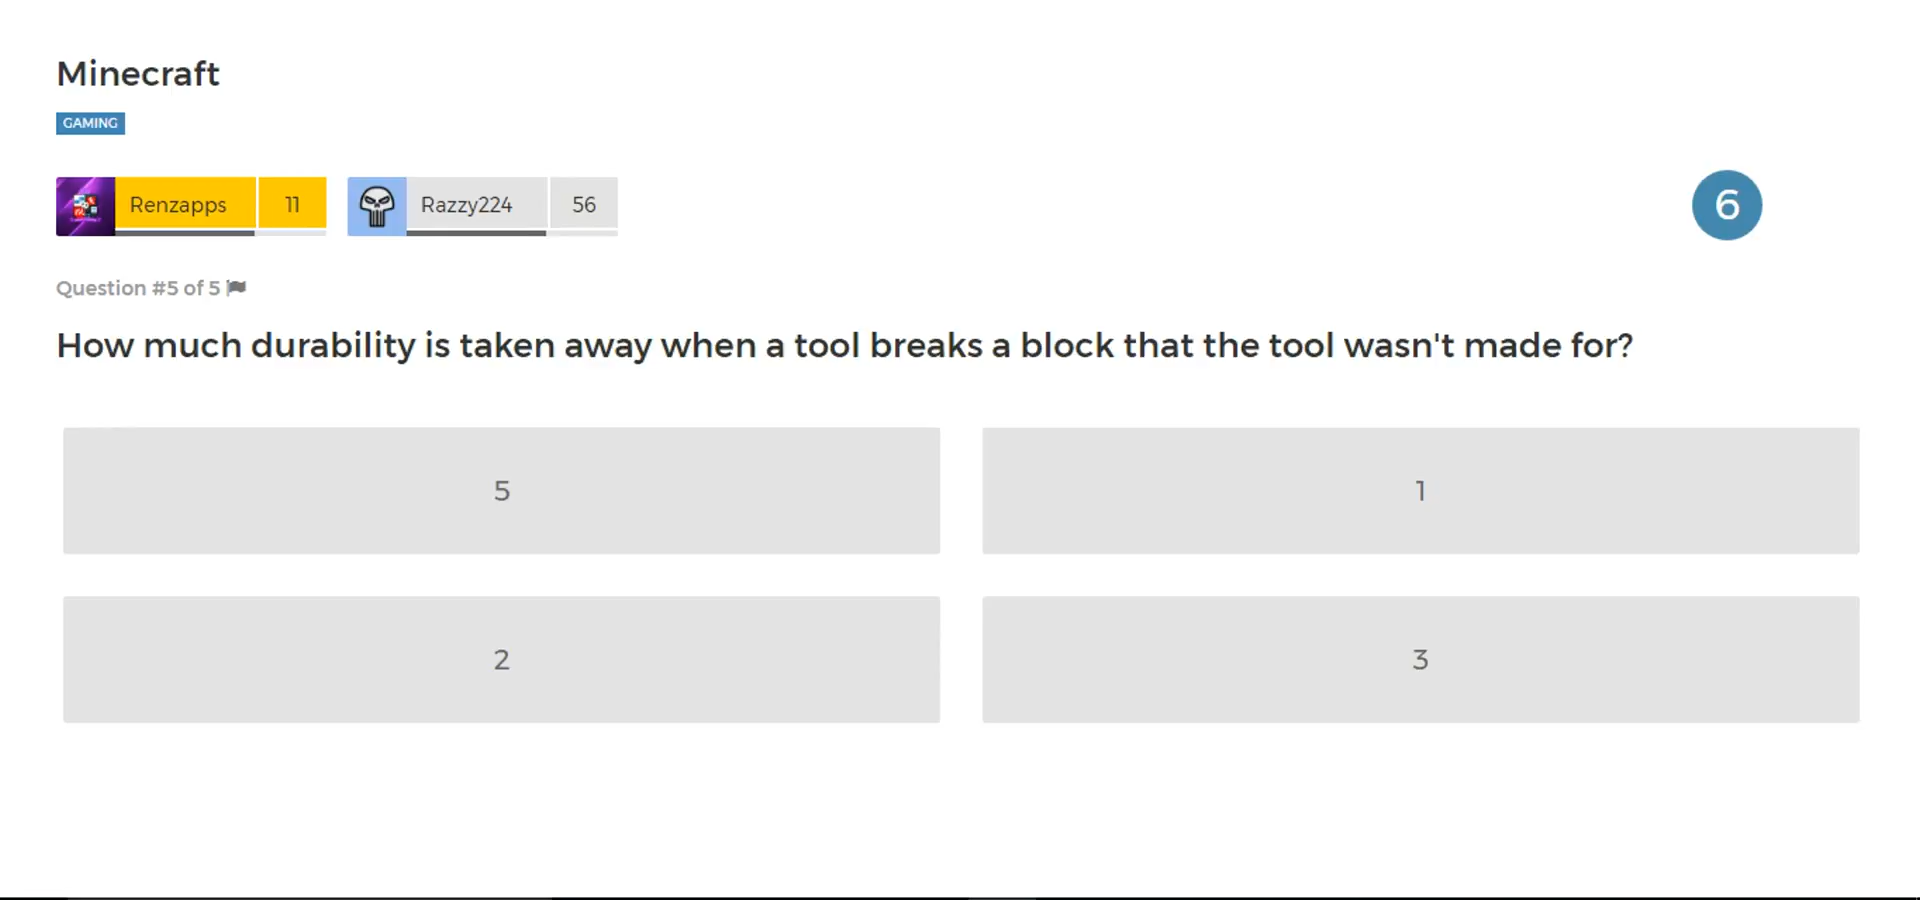 Minecraft
GAMING
Renzapps 11 Razzy224 56
6
Question #5 of 5
How much durability is taken away when a tool breaks a block that the tool wasn't made for?
5 1
2 3